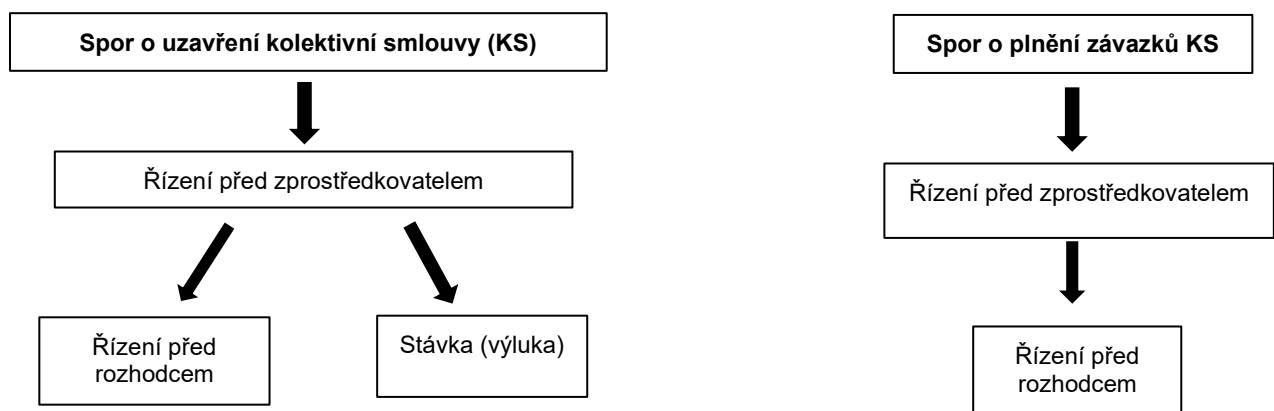 Spor o uzavření kolektivní smlouvy (KS)
Řízení před zprostředkovatelem
Řízení před
rozhodcem
Stávka (výluka)
Spor o plnění závazků KS
Řízení před zprostředkovatelem
Řízení před
rozhodcem